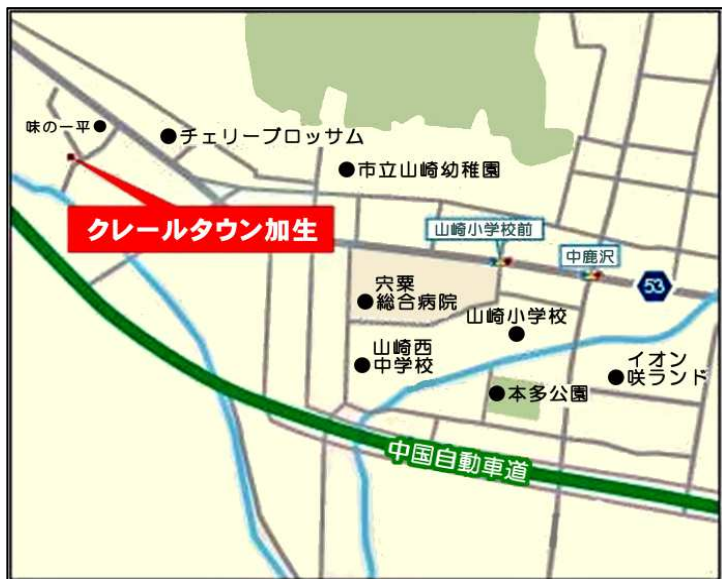 味の一平
チェリーブロッサム
市立山崎幼稚園
クレールタウン加生
山崎小学校前
中鹿沢
53
宍粟
総合病院
山崎小学校
山崎西
中学校
イオン
咲ランド
本多公園
中国自動車道